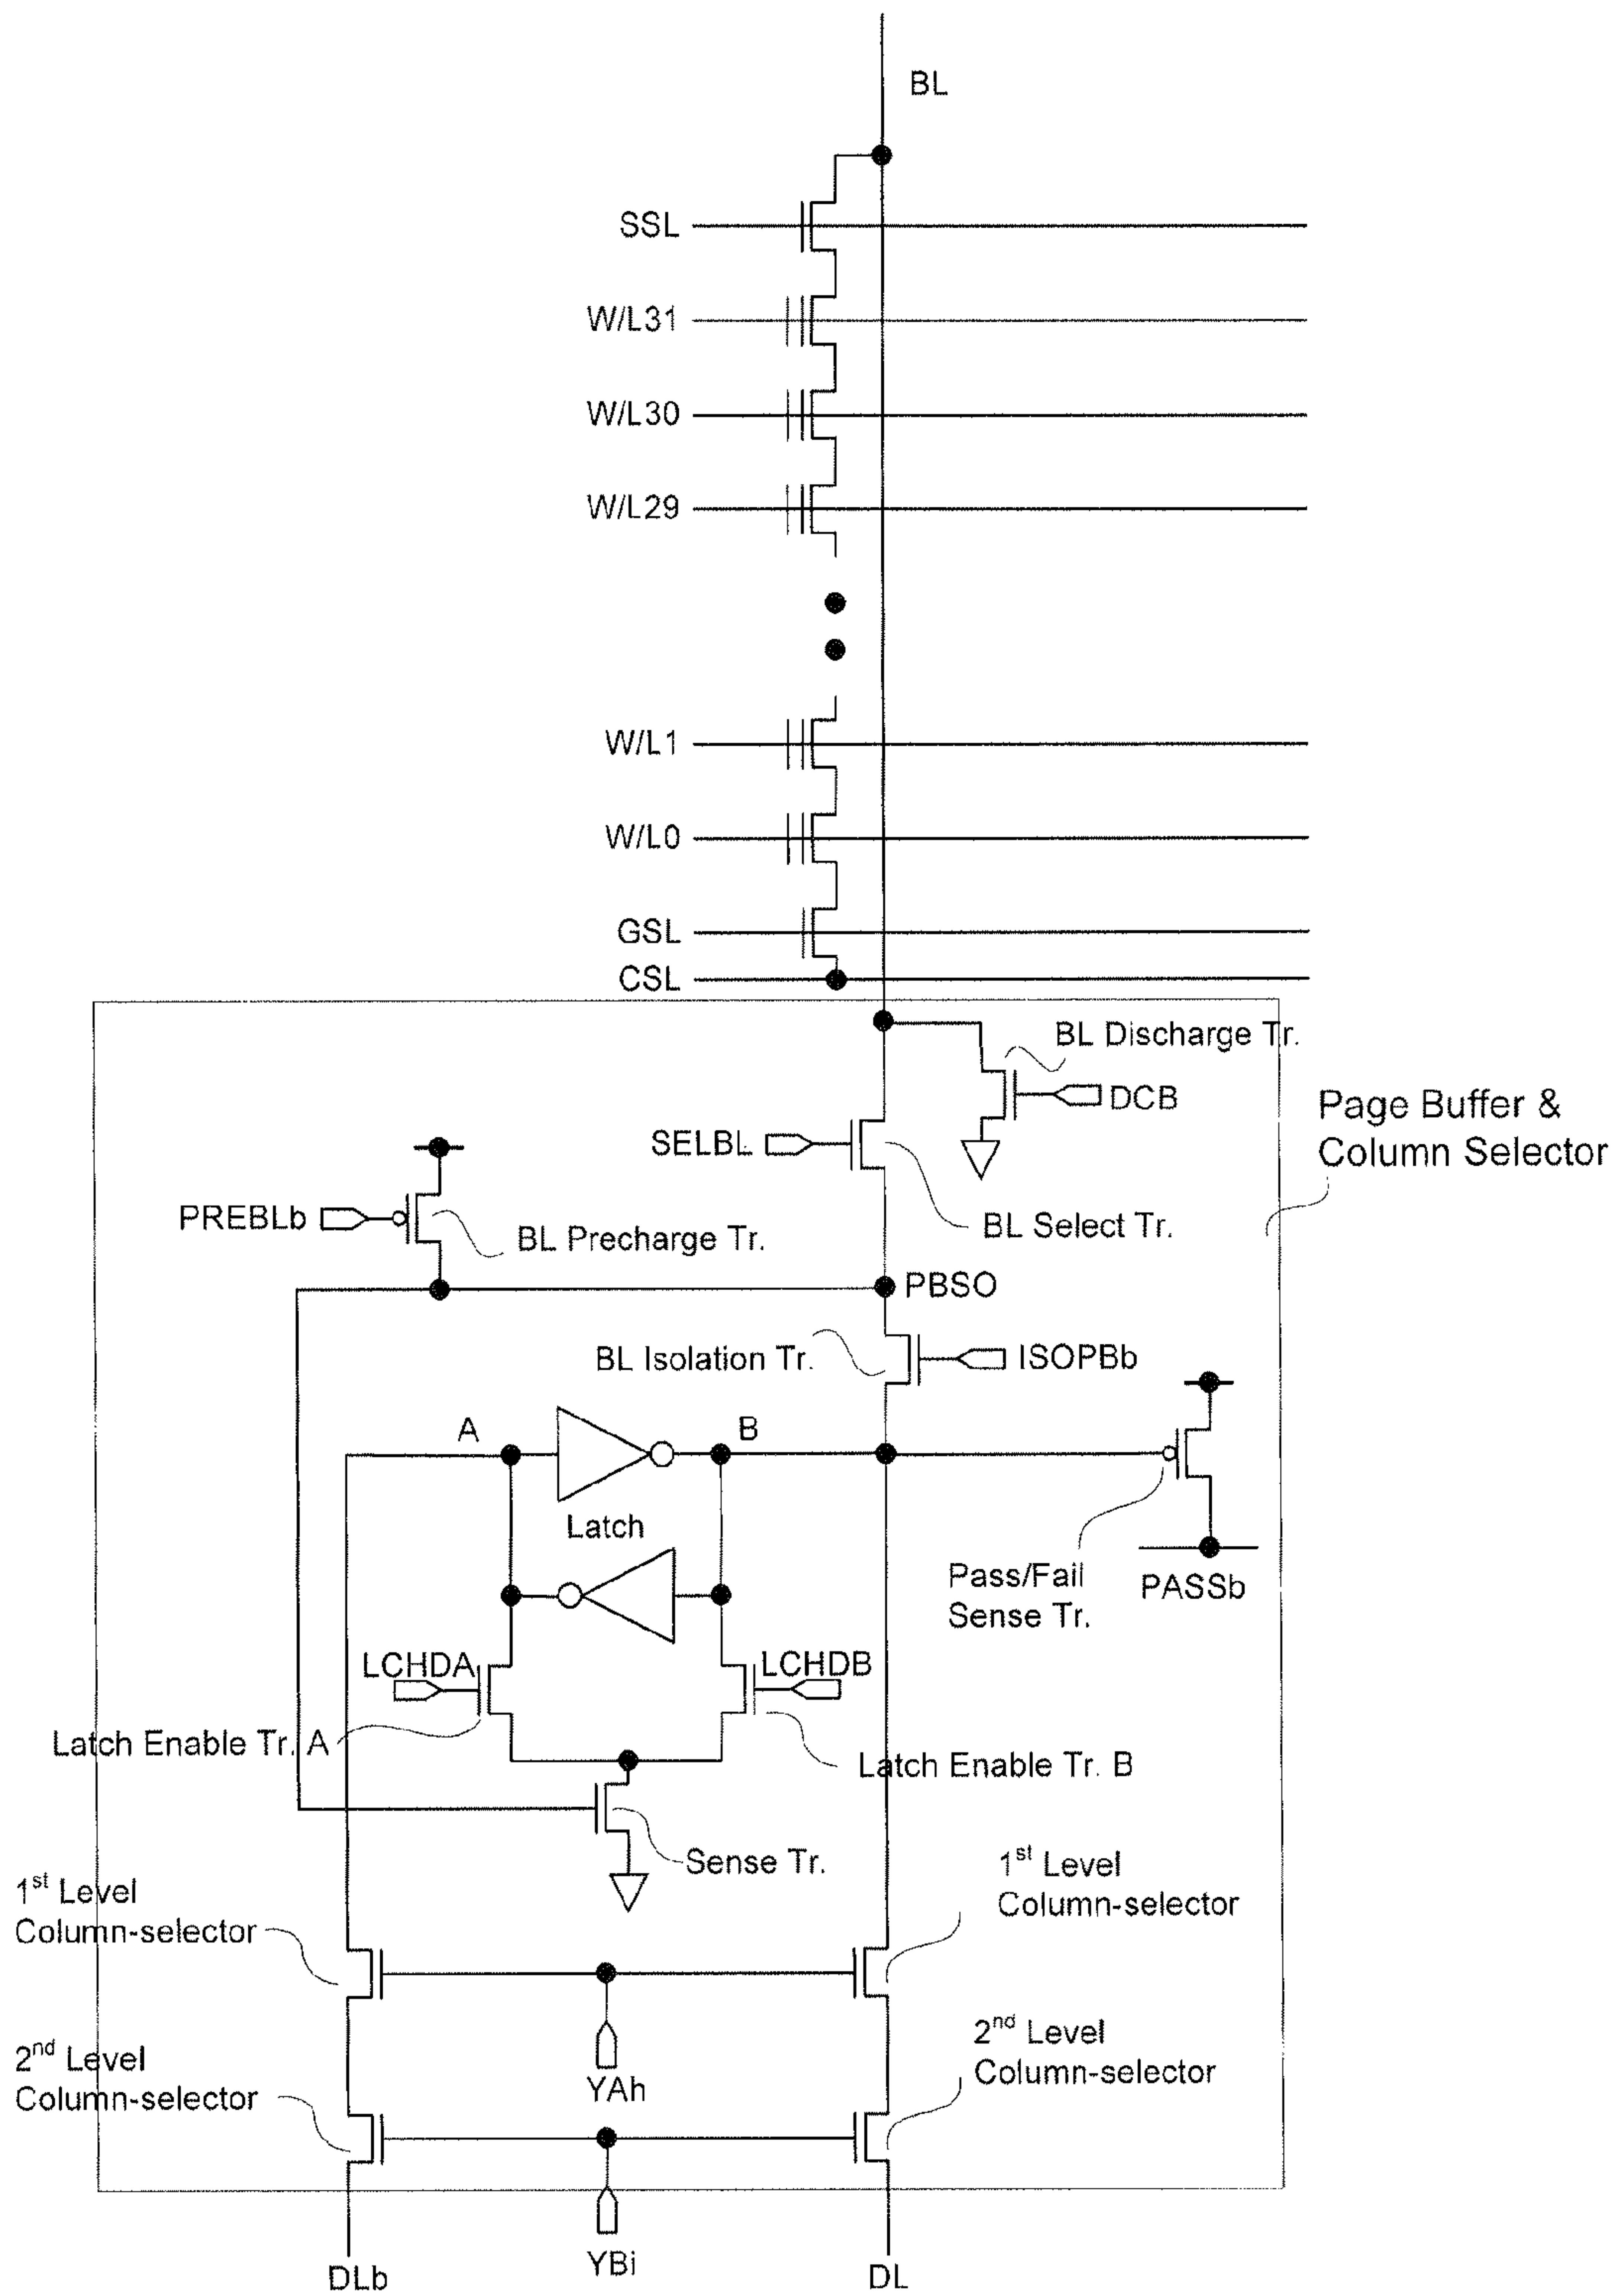 BL
SSL
W/L31
W/L30
W/L29
W/L1
W/L0
GSL
CSL
BL Discharge Tr.
DCB
Page Buffer &
Column Selector
SELBL
PREBLb
BL Select Tr.
BL Precharge Tr.
PBSO
BL Isolation Tr.
ISOPBb
A
B
Latch
Pass/Fail
Sense Tr.
PASSb
LCHDA
LCHDB
Latch Enable Tr. A
Latch Enable Tr. B
Sense Tr.
1st Level
Column-selector
1st Level
Column-selector
2nd Level
Column-selector
2nd Level
Column-selector
YAh
YBi
DLb
DL